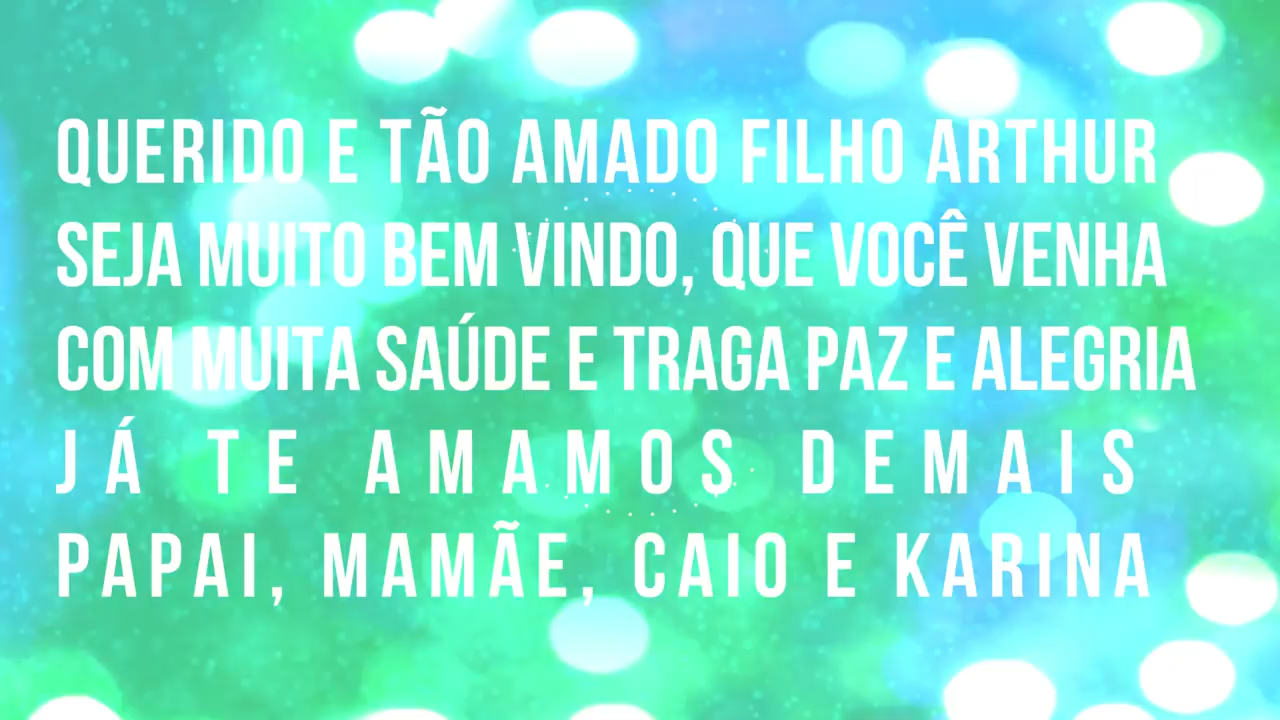 QUERIDO E TÃO AMADO FILHO ARTHUR
SEJA MUITO BEM VINDO, QUE VOCÊ VENHA
COM MUITA SAÚDE E TRAGA PAZ E ALEGRIA
JÁ TE AMAMOS DEMAIS
PAPAI, MAMÃE, CAIO E KARINA